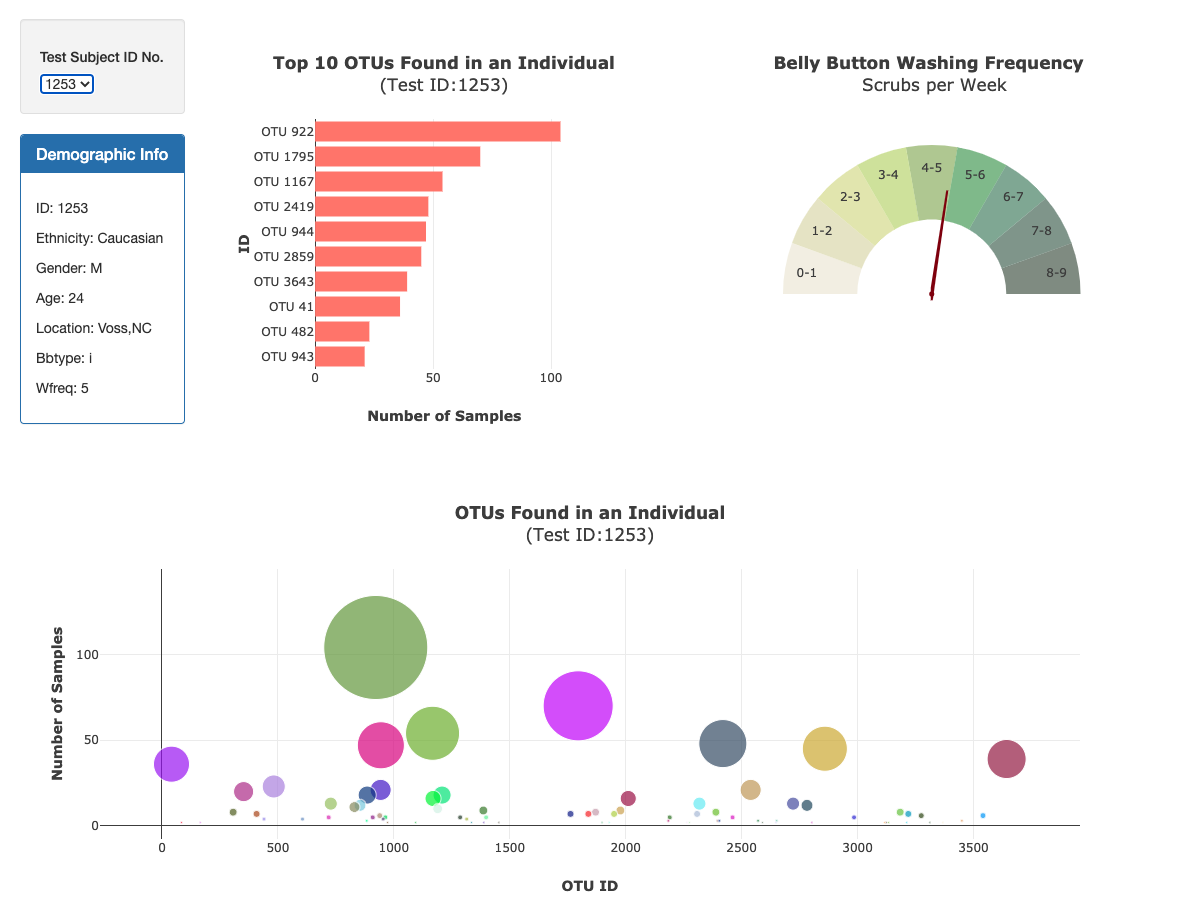 Test Subject ID No.
1253
Demographic Info
ID: 1253
Ethnicity: Caucasian
Gender: M
Age: 24
Location: Voss,NC
Bbtype: i
Wfreq: 5
Top 10 OTUs Found in an Individual
(Test ID:1253)
ID
OTU 922
OTU 1795
OTU 1167
OTU 2419
OTU 944
OTU 2859
OTU 3643
OTU 41
OTU 482
OTU 943
0 50 100
Number of Samples
Belly Button Washing Frequency
Scrubs per Week
0-1
1-2
2-3
3-4
4-5
5-6
6-7
7-8
8-9
OTUs Found in an Individual
(Test ID:1253)
Number of Samples
100
50
0
0 500 1000 1500 2000 2500 3000 3500
OTU ID